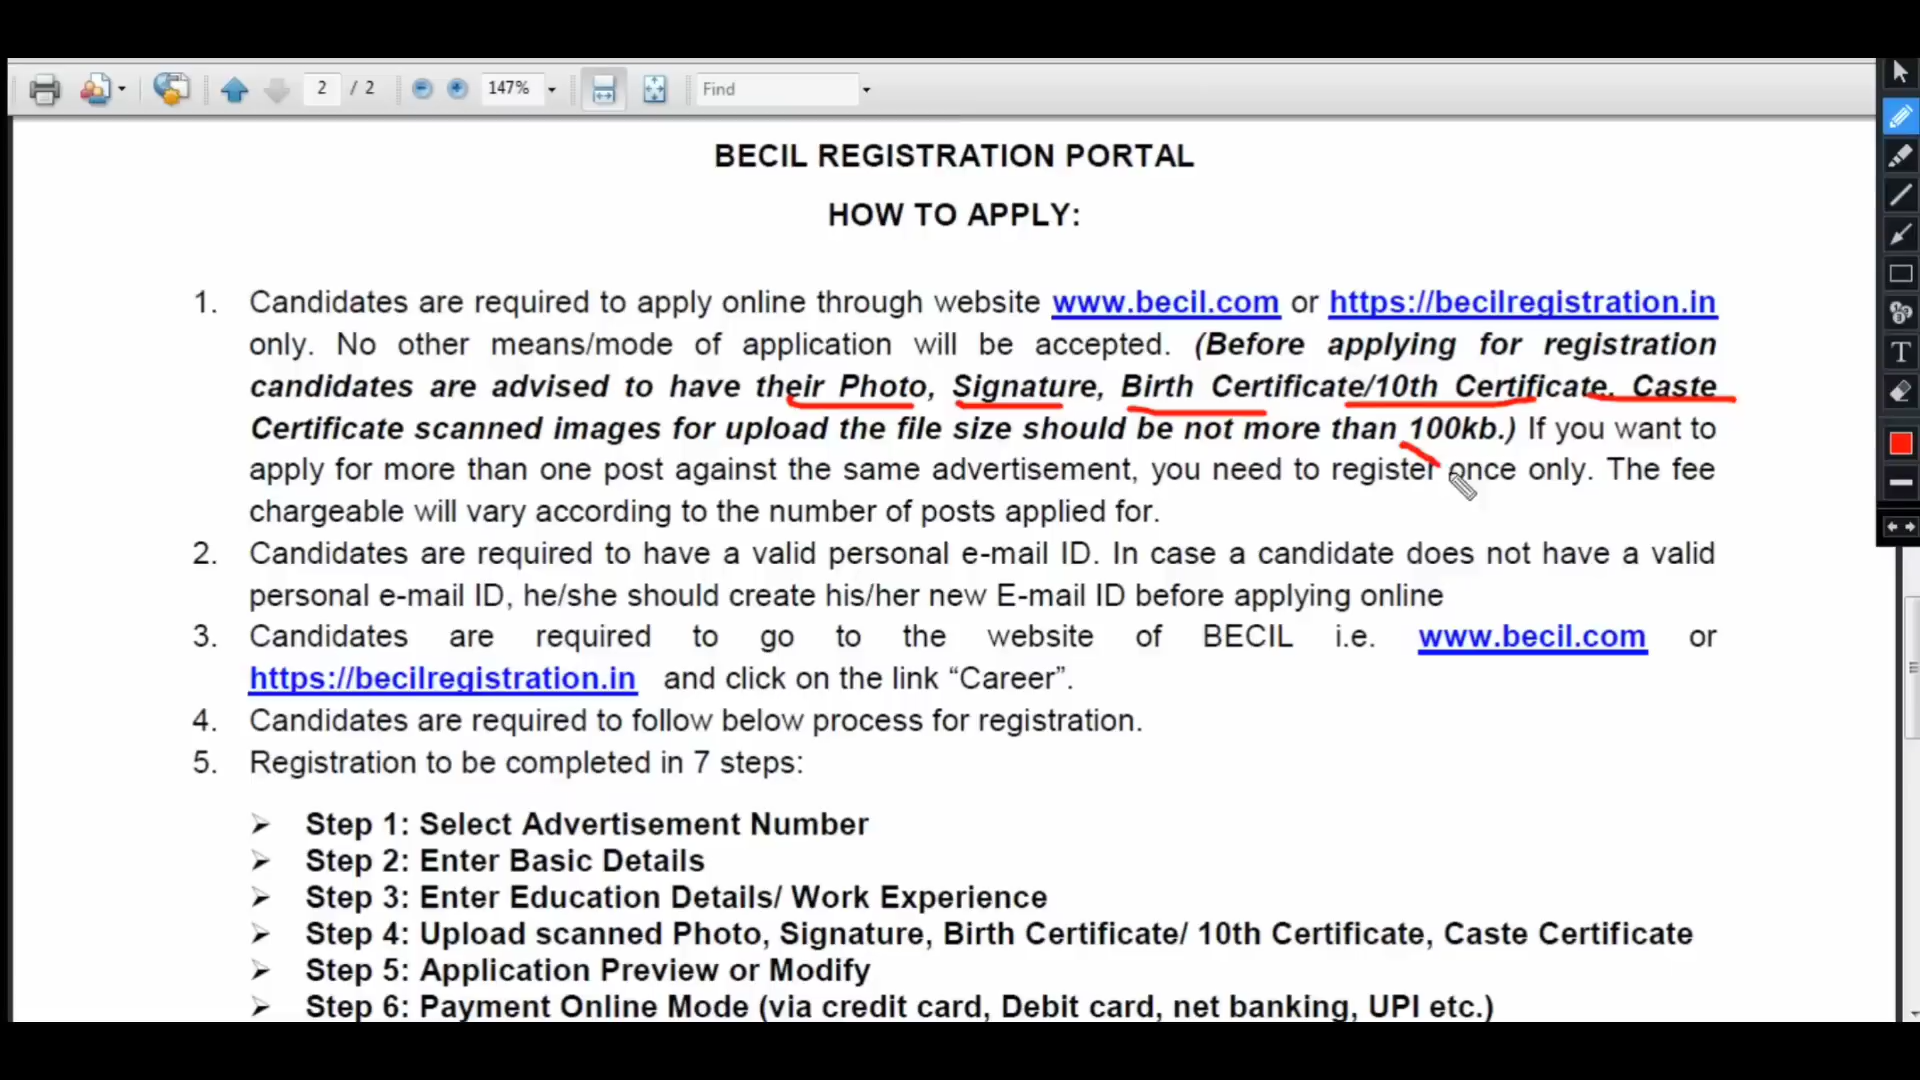 2 / 2 147% Find
BECIL REGISTRATION PORTAL
HOW TO APPLY:
1. Candidates are required to apply online through website www.becil.com or https://becilregistration.in
only. No other means/mode of application will be accepted. (Before applying for registration
candidates are advised to have their Photo, Signature, Birth Certificate/10th Certificate, Caste
Certificate scanned images for upload the file size should be not more than 100kb.) If you want to
apply for more than one post against the same advertisement, you need to register once only. The fee
chargeable will vary according to the number of posts applied for.
2. Candidates are required to have a valid personal e-mail ID. In case a candidate does not have a valid
personal e-mail ID, he/she should create his/her new E-mail ID before applying online
3. Candidates are required to go to the website of BECIL i.e. www.becil.com or
https://becilregistration.in and click on the link “Career”.
4. Candidates are required to follow below process for registration.
5. Registration to be completed in 7 steps:
➢ Step 1: Select Advertisement Number
➢ Step 2: Enter Basic Details
➢ Step 3: Enter Education Details/ Work Experience
➢ Step 4: Upload scanned Photo, Signature, Birth Certificate/ 10th Certificate, Caste Certificate
➢ Step 5: Application Preview or Modify
➢ Step 6: Payment Online Mode (via credit card, Debit card, net banking, UPI etc.)